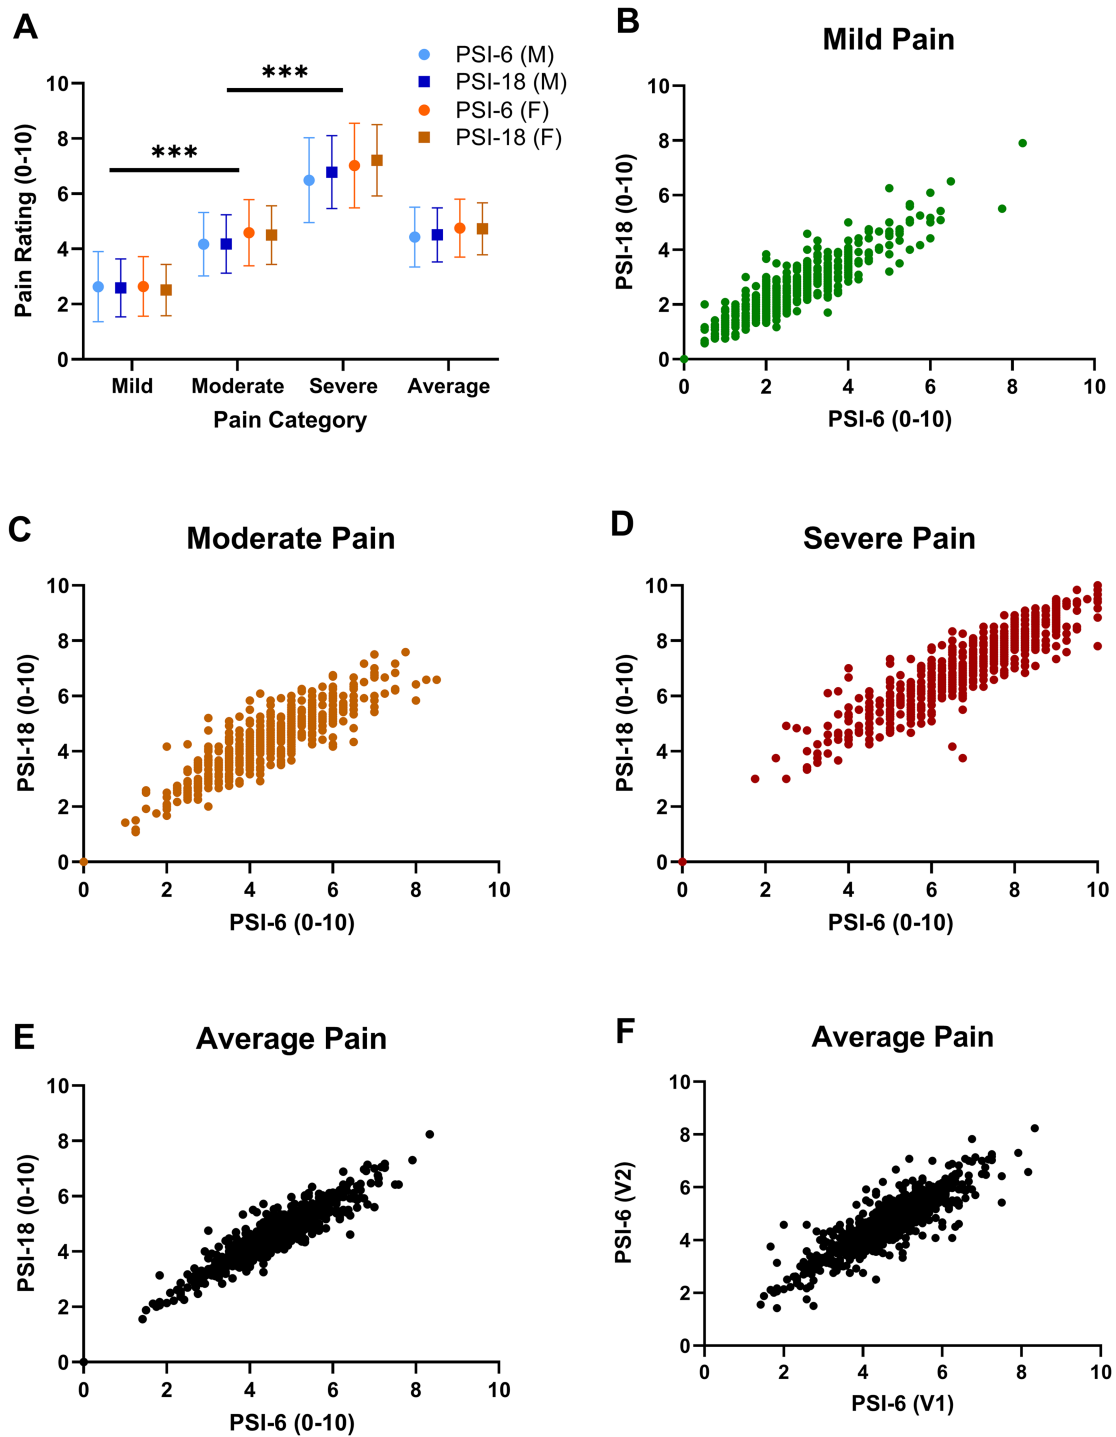 A
PSI-6 (M)
PSI-18 (M)
PSI-6 (F)
PSI-18 (F)
***
***
Pain Rating (0-10)
10
8
6
4
2
0
Mild Moderate Severe Average
Pain Category
B
Mild Pain
PSI-18 (0-10)
10
8
6
4
2
0
0 2 4 6 8 10
PSI-6 (0-10)
C
Moderate Pain
PSI-18 (0-10)
10
8
6
4
2
0
0 2 4 6 8 10
PSI-6 (0-10)
D
Severe Pain
PSI-18 (0-10)
10
8
6
4
2
0
0 2 4 6 8 10
PSI-6 (0-10)
E
Average Pain
PSI-18 (0-10)
10
8
6
4
2
0
0 2 4 6 8 10
PSI-6 (0-10)
F
Average Pain
PSI-6 (V2)
10
8
6
4
2
0
0 2 4 6 8 10
PSI-6 (V1)